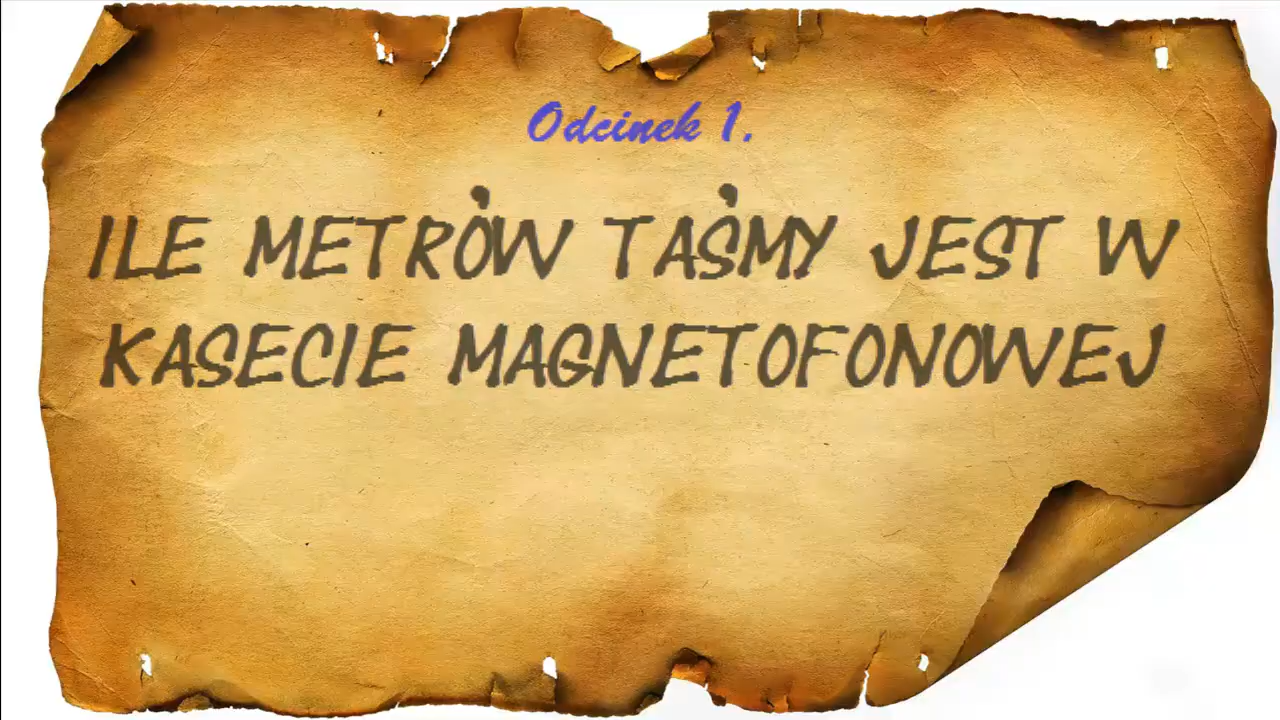 Odcinek 1.
ILE METRÓW TAŚMY JEST W
KASECIE MAGNETOFONOWEJ